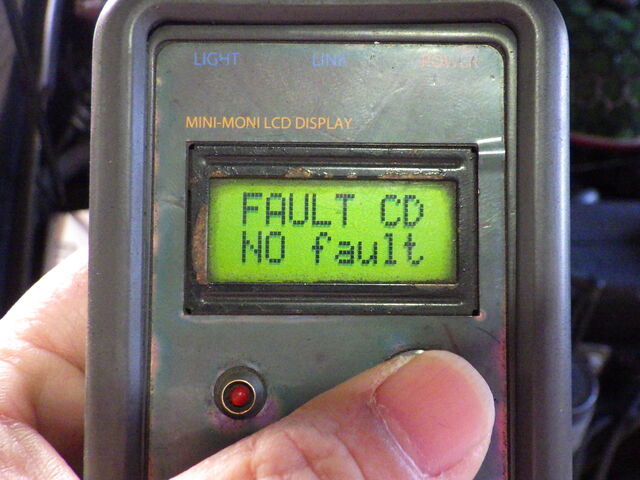 LIGHT LINK POWER
MINI-MONI LCD DISPLAY
FAULT CD
NO fault